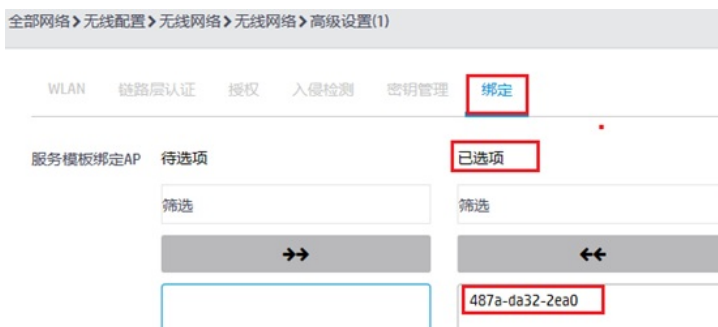 全部网络>无线配置>无线网络>无线网络>高级设置(1)
WLAN 链路层认证 授权 入侵检测 密钥管理 绑定
服务模板绑定AP 待选项 已选项
筛选 筛选
→→ ←←
487a-da32-2ea0